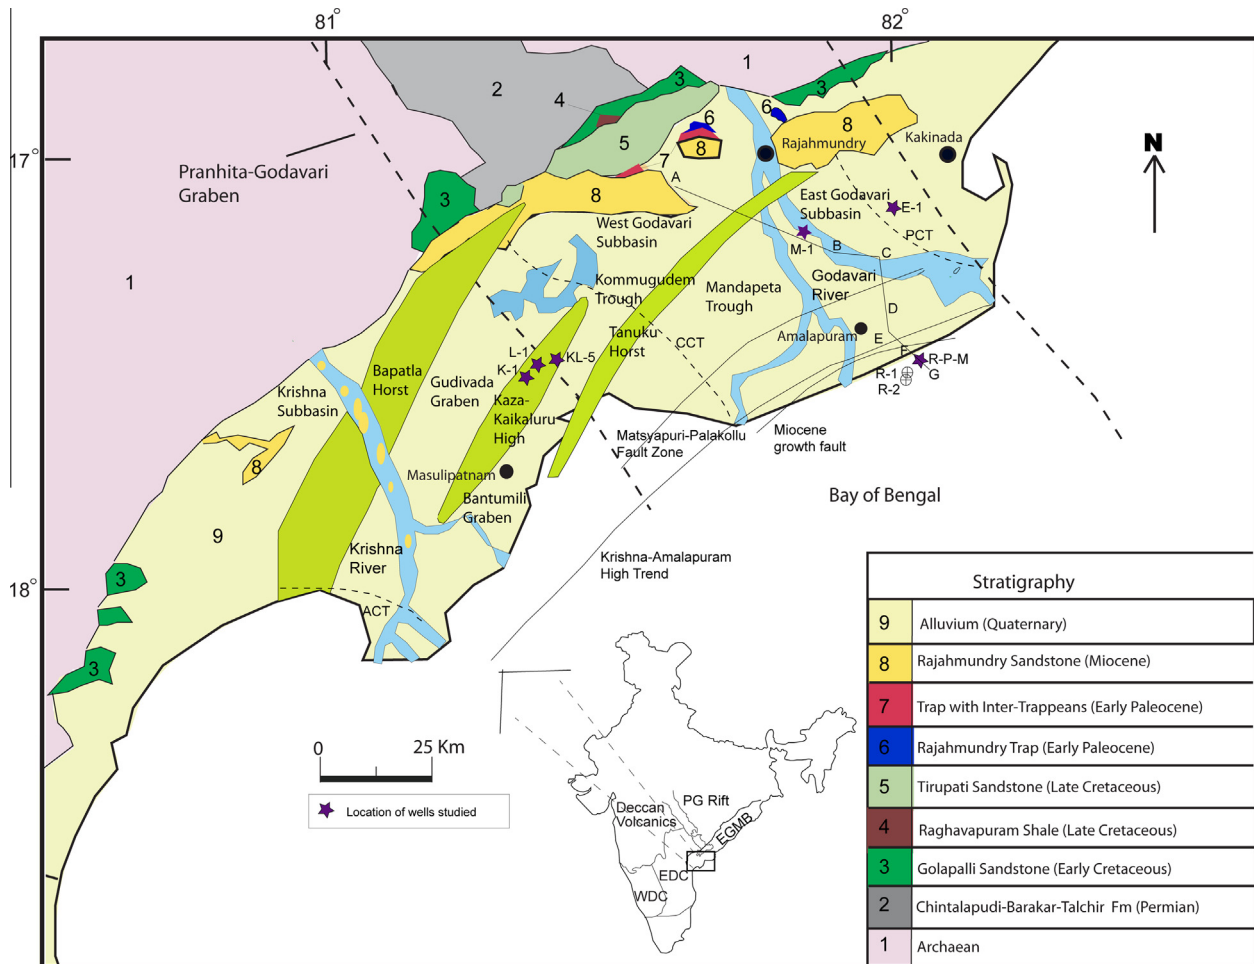 81°
82°
1
3
2
3
4
6
6
8
Kakinada
17°
5
8
Rajahmundry
N
Pranhita-Godavari
Graben
7
A
3
8
East Godavari
Subbasin
E-1
West Godavari
Subbasin
PCT
M-1
B
C
1
Kommugudem
Trough
Mandapeta
Trough
Godavari
River
D
Tanuku
Horst
Amalapuram
E
CCT
L-1
KL-5
F
R-P-M
K-1
R-1
G
R-2
Bapatla
Horst
Gudivada
Graben
Krishna
Subbasin
Kaza-
Kaikaluru
High
Matsyapuri-Palakollu
Fault Zone
Miocene
growth fault
8
Masulipatnam
Bantumili
Graben
Bay of Bengal
9
Krishna
River
Krishna-Amalapuram
High Trend
3
18°
ACT
3
Stratigraphy
9 Alluvium (Quaternary)
8 Rajahmundry Sandstone (Miocene)
7 Trap with Inter-Trappeans (Early Paleocene)
6 Rajahmundry Trap (Early Paleocene)
5 Tirupati Sandstone (Late Cretaceous)
4 Raghavapuram Shale (Late Cretaceous)
3 Golapalli Sandstone (Early Cretaceous)
2 Chintalapudi-Barakar-Talchir Fm (Permian)
1 Archaean
0 25 Km
Location of wells studied
PG Rift
Deccan
Volcanics
EGMB
EDC
WDC